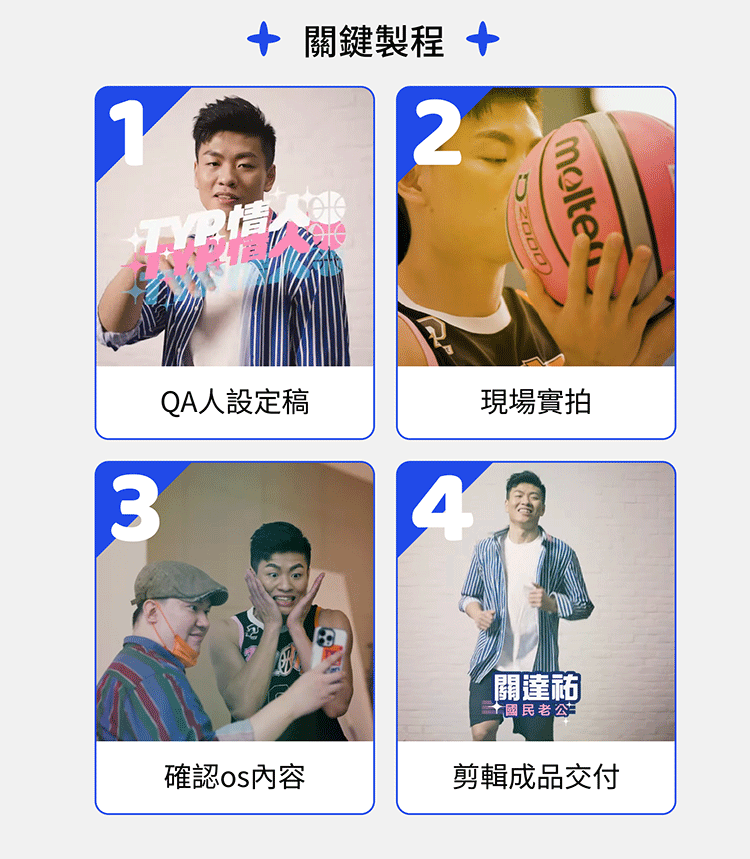 關鍵製程
1
TYP情人
TYP情人
QA人設定稿
2
molten
D
2000
現場實拍
3
確認os內容
4
關達祐
國民老公
剪輯成品交付